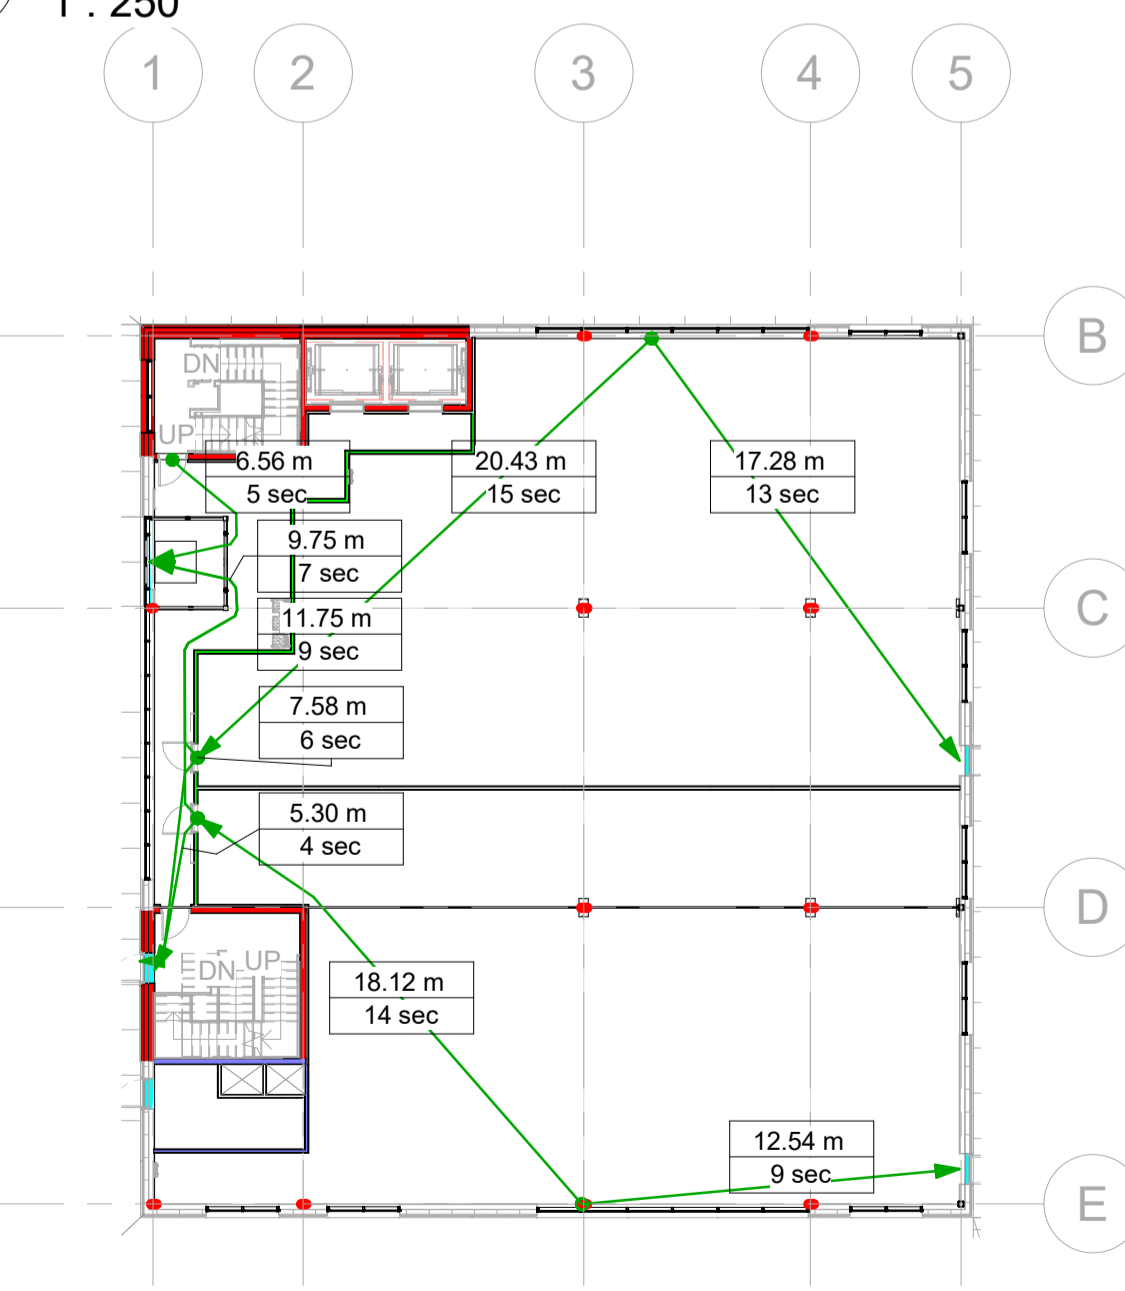 1 : 250
1
2
3
4
5
B
DN
UP
6.56 m
5 sec
20.43 m
15 sec
17.28 m
13 sec
9.75 m
7 sec
C
11.75 m
9 sec
7.58 m
6 sec
5.30 m
4 sec
D
DN
UP
18.12 m
14 sec
12.54 m
9 sec
E